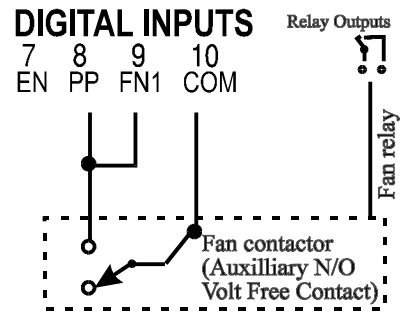 DIGITAL INPUTS
7 8 9 10
EN PP FN1 COM
Relay Outputs
Fan relay
Fan contactor
(Auxilliary N/O
Volt Free Contact)